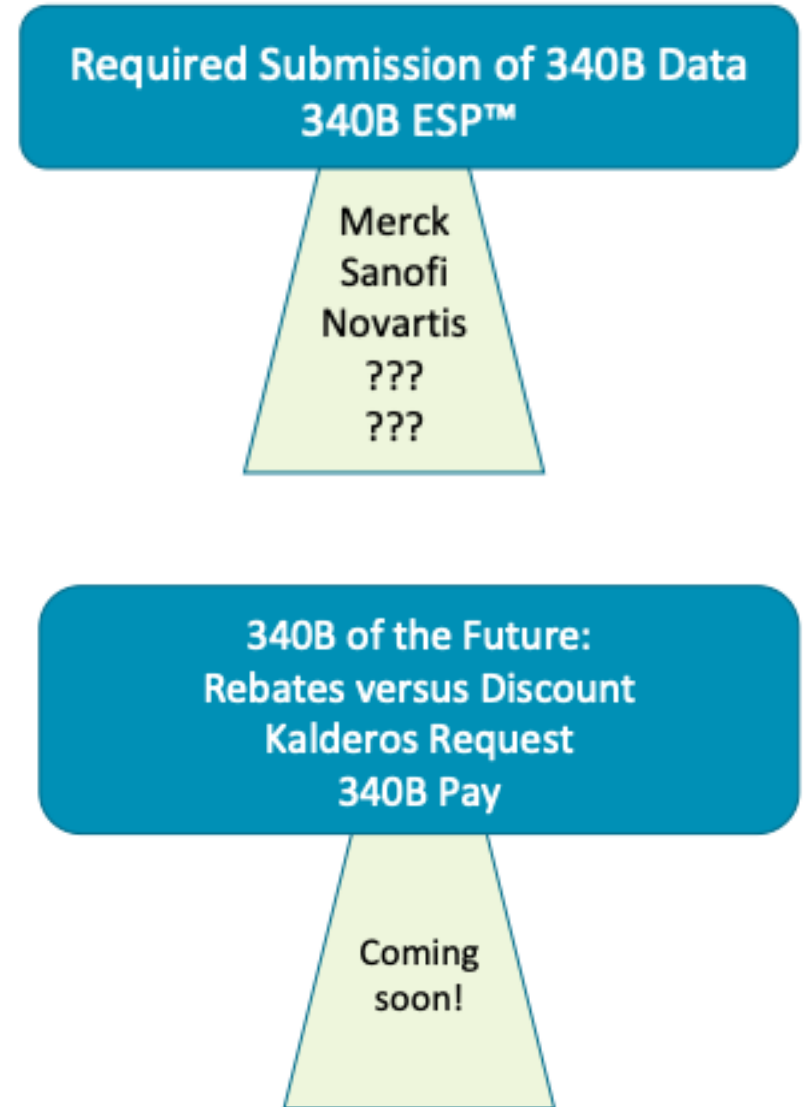 Required Submission of 340B Data
340B ESP™
Merck
Sanofi
Novartis
???
???
340B of the Future:
Rebates versus Discount
Kalderos Request
340B Pay
Coming
soon!